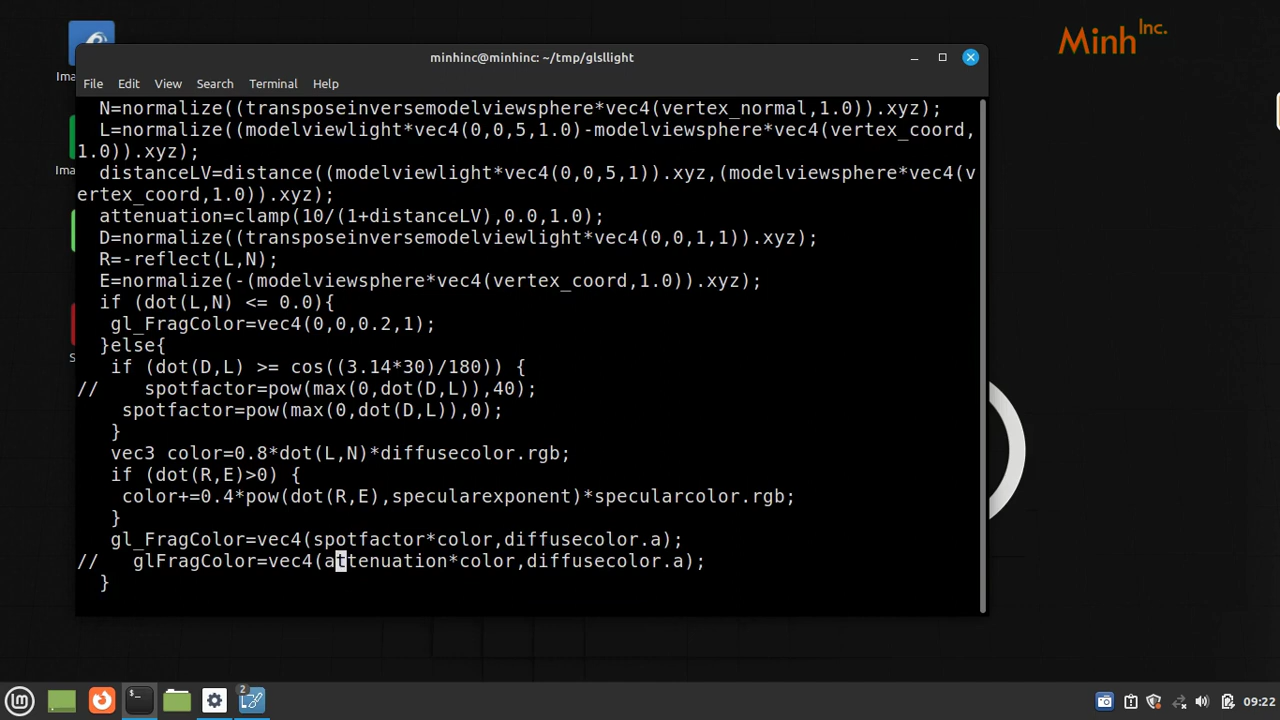 Minh Inc.
Ima
Ima
S
minhinc@minhinc: ~/tmp/glsllight
File Edit View Search Terminal Help
N=normalize((transposeinversemodelviewsphere*vec4(vertex_normal,1.0)).xyz);
L=normalize((modelviewlight*vec4(0,0,5,1.0)-modelviewsphere*vec4(vertex_coord,
1.0)).xyz);
distanceLV=distance((modelviewlight*vec4(0,0,5,1)).xyz,(modelviewsphere*vec4(v
ertex_coord,1.0)).xyz);
attenuation=clamp(10/(1+distanceLV),0.0,1.0);
D=normalize((transposeinversemodelviewlight*vec4(0,0,1,1)).xyz);
R=-reflect(L,N);
E=normalize(-(modelviewsphere*vec4(vertex_coord,1.0)).xyz);
if (dot(L,N) <= 0.0){
gl_FragColor=vec4(0,0,0.2,1);
}else{
if (dot(D,L) >= cos((3.14*30)/180)) {
//    spotfactor=pow(max(0,dot(D,L)),40);
spotfactor=pow(max(0,dot(D,L)),0);
}
vec3 color=0.8*dot(L,N)*diffusecolor.rgb;
if (dot(R,E)>0) {
color+=0.4*pow(dot(R,E),specularexponent)*specularcolor.rgb;
}
gl_FragColor=vec4(spotfactor*color,diffusecolor.a);
//   glFragColor=vec4(attenuation*color,diffusecolor.a);
}
2
09:22